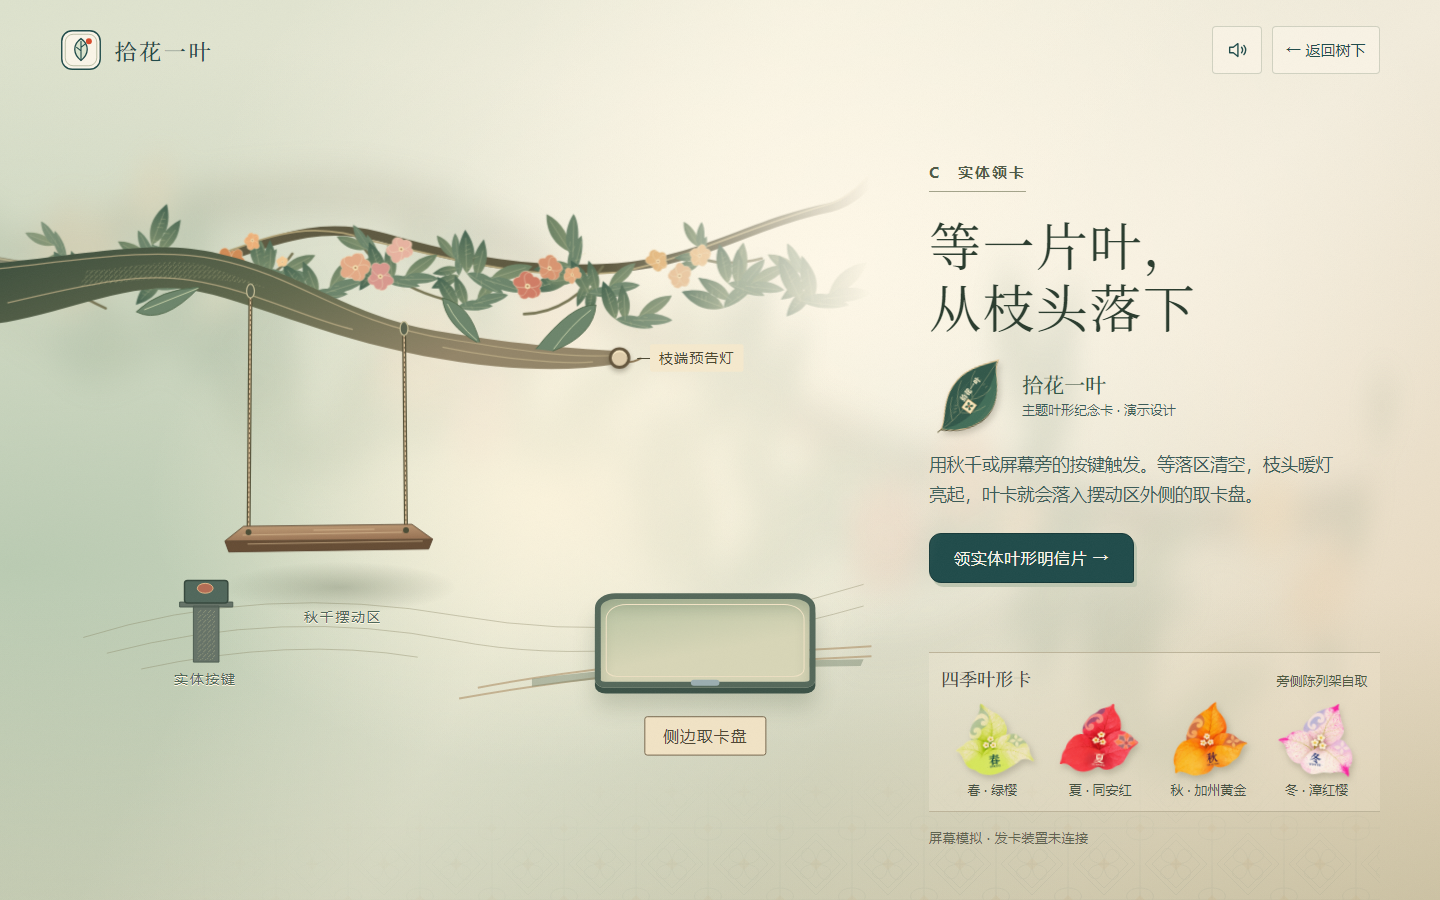 拾花一叶
← 返回树下
C 实体领卡
等一片叶，
从枝头落下
枝端预告灯
拾花一叶
主题叶形纪念卡 · 演示设计
用秋千或屏幕旁的按键触发。等落区清空，枝头暖灯
亮起，叶卡就会落入摆动区外侧的取卡盘。
领实体叶形明信片 →
秋千摆动区
实体按键
侧边取卡盘
四季叶形卡
旁侧陈列架自取
春
夏
秋
冬
春 · 绿樱
夏 · 同安红
秋 · 加州黄金
冬 · 漳红樱
屏幕模拟 · 发卡装置未连接